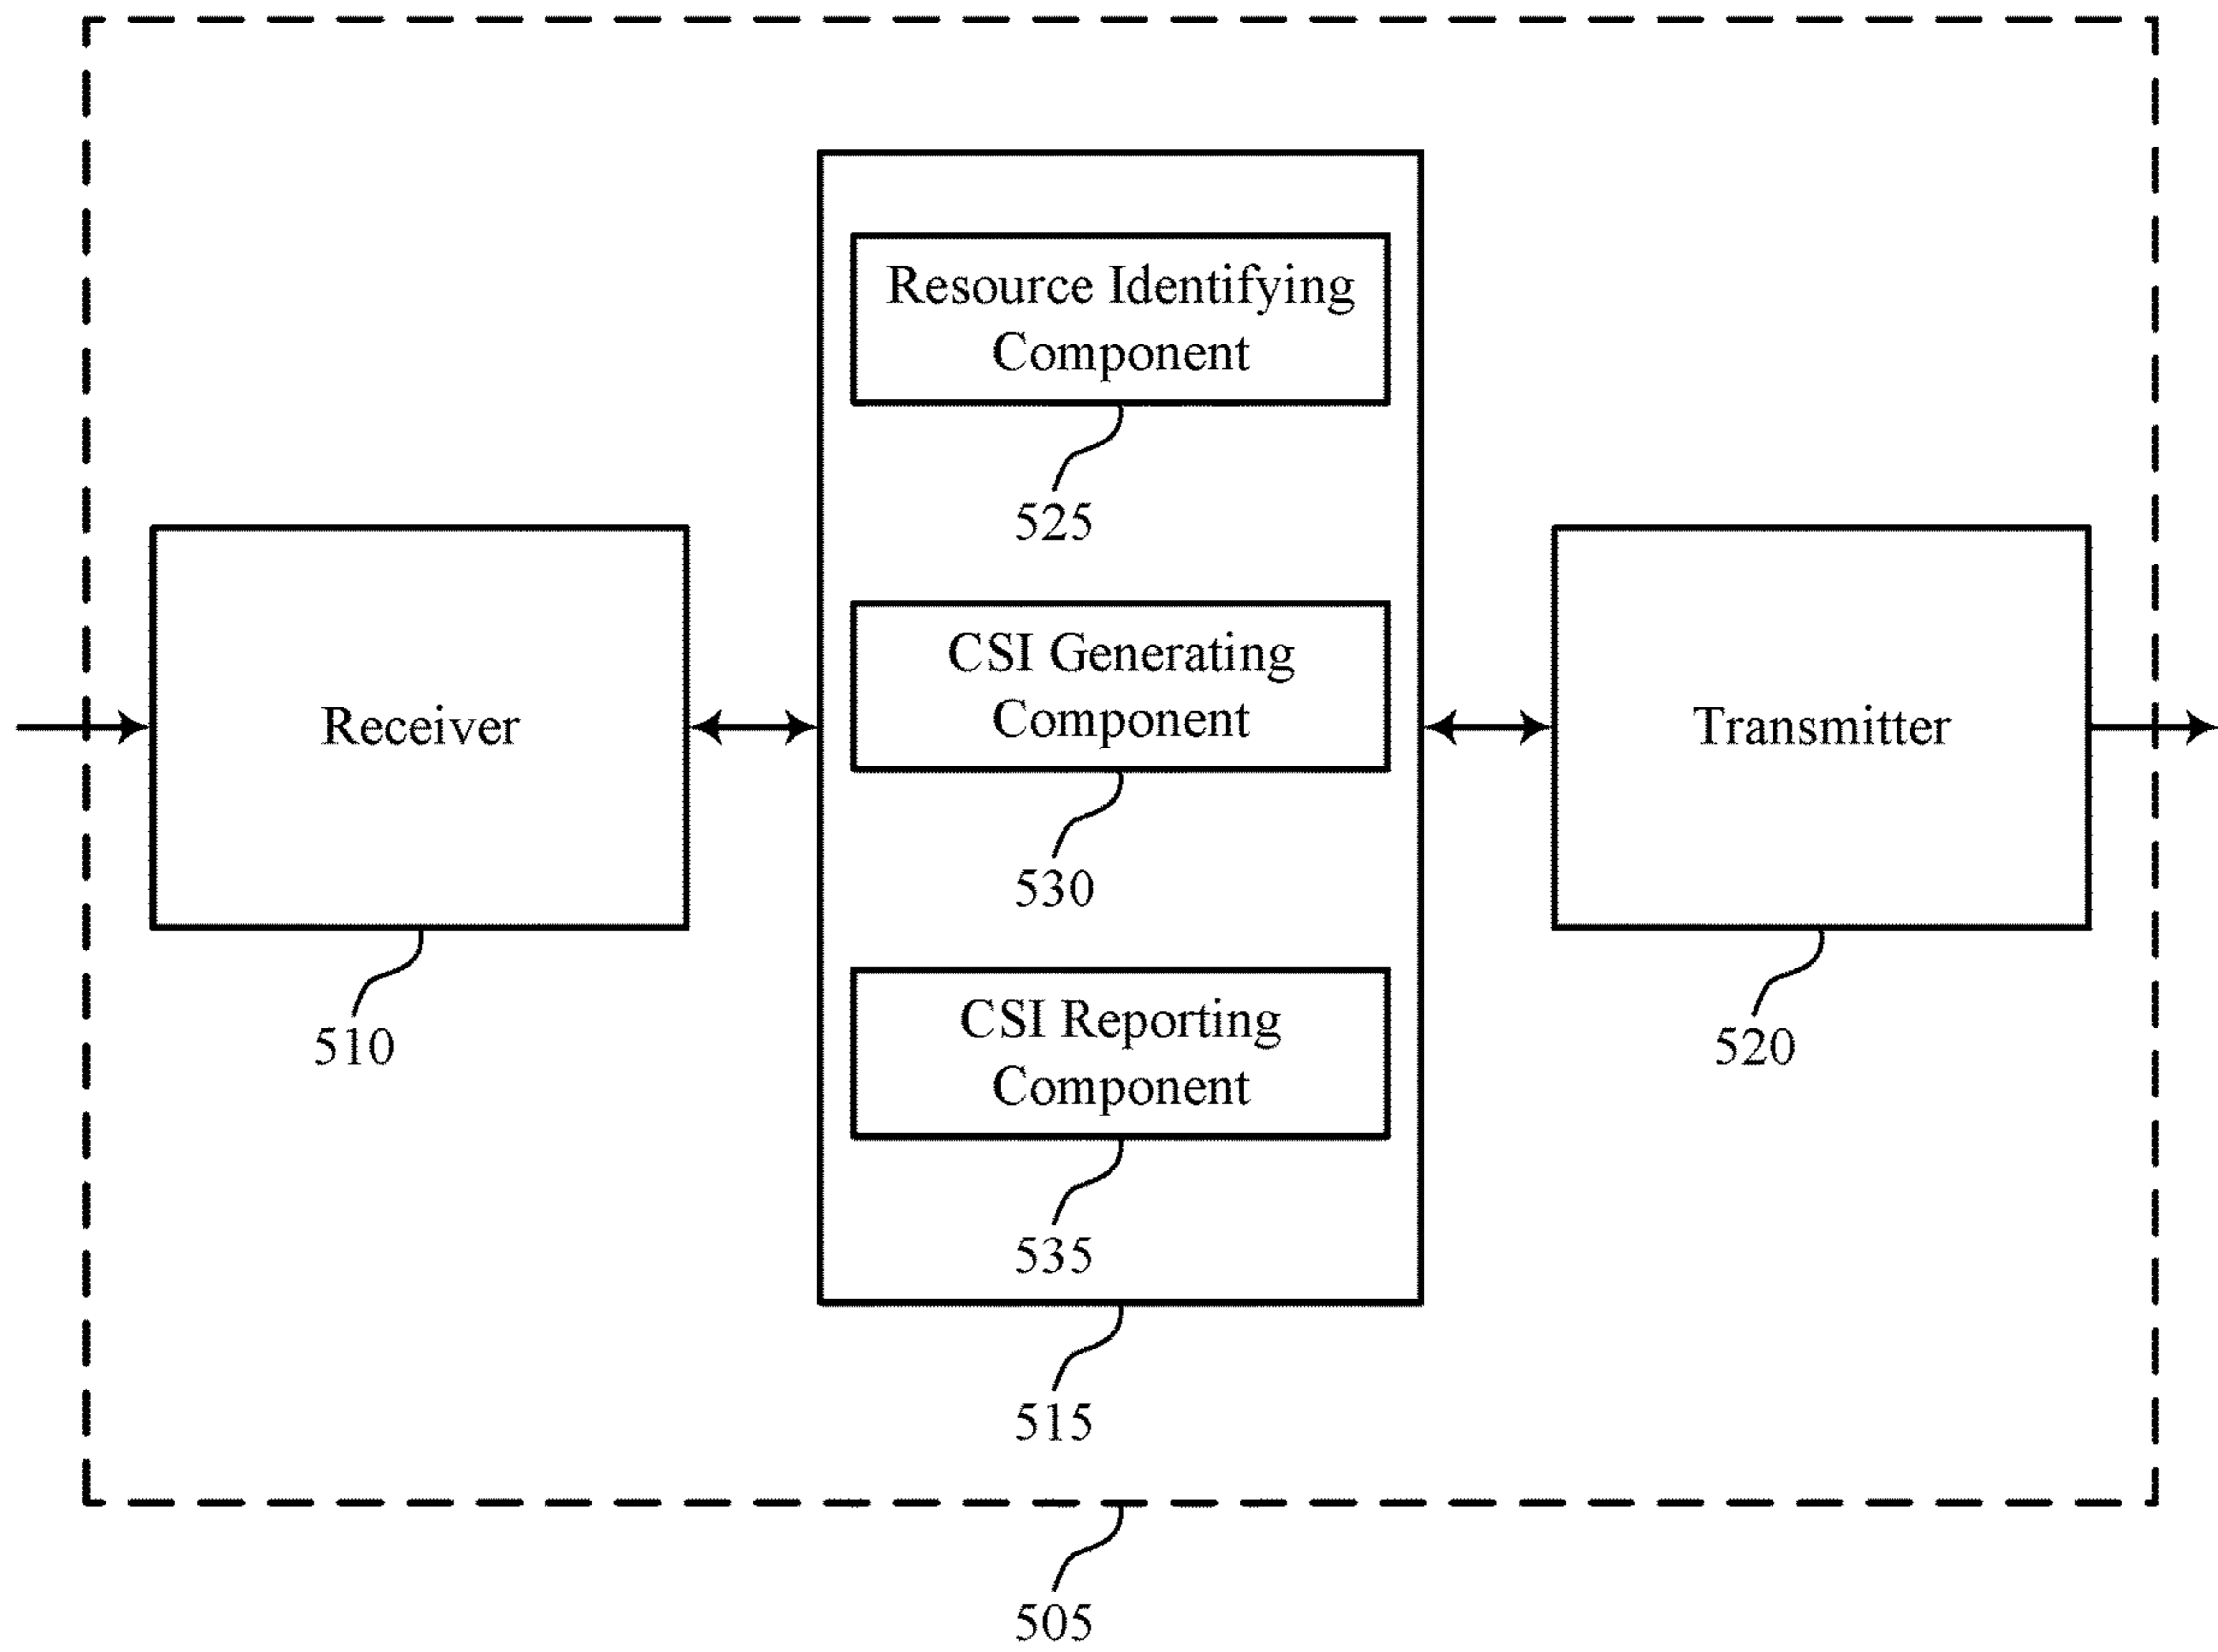 Resource Identifying
Component
525
CSI Generating
Component
530
CSI Reporting
Component
535
515
Receiver
510
Transmitter
520
505